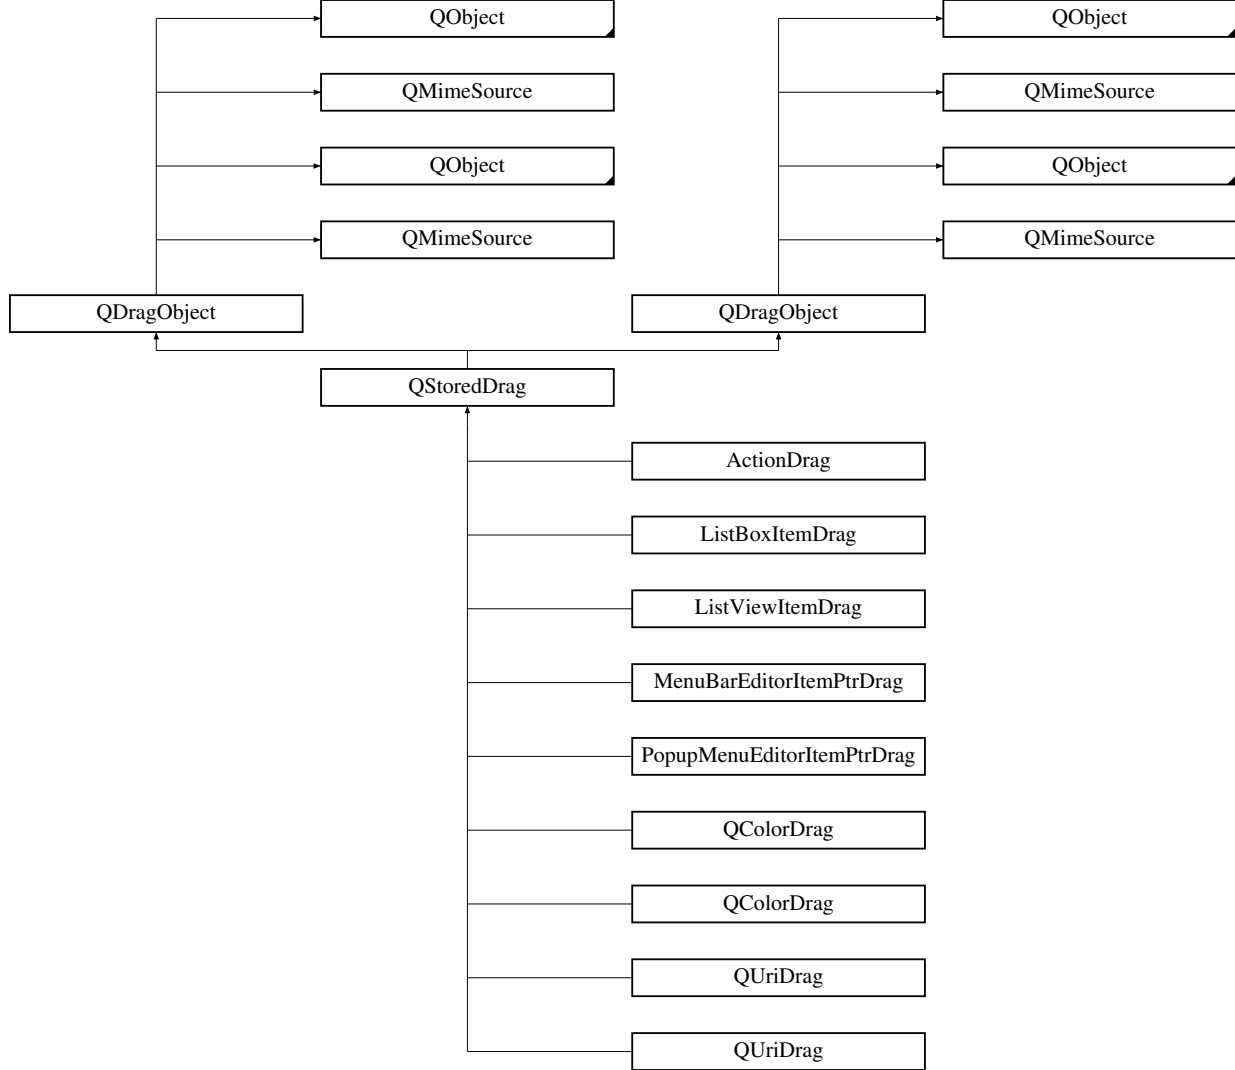 QObject QObject
QMimeSource QMimeSource
QObject QObject
QMimeSource QMimeSource
QDragObject QDragObject
QStoredDrag
ActionDrag
ListBoxItemDrag
ListViewItemDrag
MenuBarEditorItemPtrDrag
PopupMenuEditorItemPtrDrag
QColorDrag
QColorDrag
QUriDrag
QUriDrag